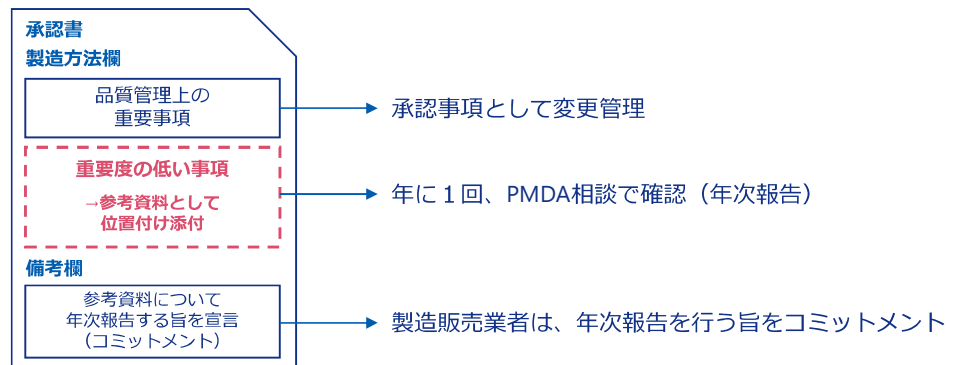 承認書
製造方法欄
品質管理上の
重要事項
承認事項として変更管理
重要度の低い事項
→参考資料として
位置付け添付
年に１回、PMDA相談で確認（年次報告）
備考欄
参考資料について
年次報告する旨を宣言
（コミットメント）
製造販売業者は、年次報告を行う旨をコミットメント